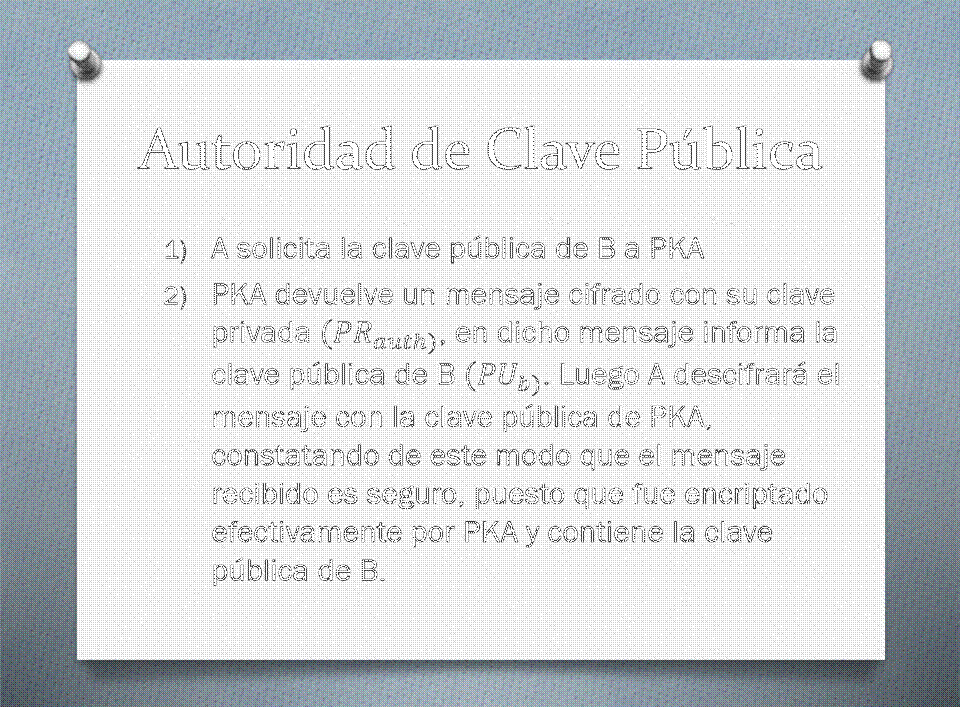 Autoridad de Clave Pública
1) A solicita la clave pública de B a PKA
2) PKA devuelve un mensaje cifrado con su clave
privada (PR_auth), en dicho mensaje informa la
clave pública de B (PU_b). Luego A descifrará el
mensaje con la clave pública de PKA,
constatando de este modo que el mensaje
recibido es seguro, puesto que fue encriptado
efectivamente por PKA y contiene la clave
pública de B.